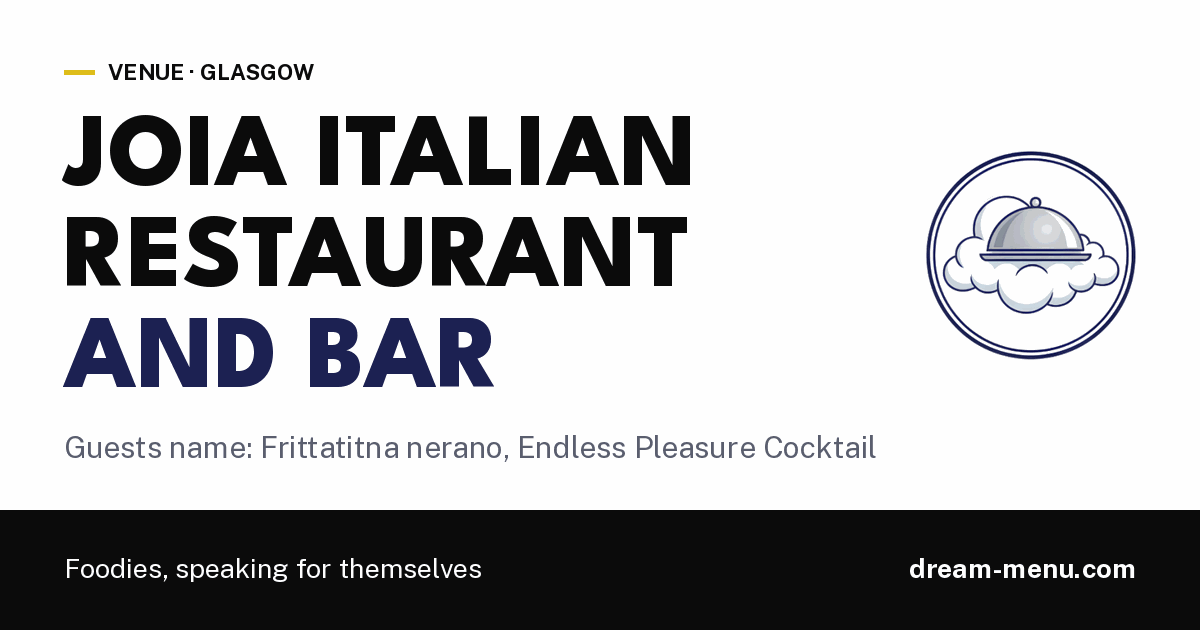 VENUE · GLASGOW
JOIA ITALIAN
RESTAURANT
AND BAR
Guests name: Frittatitna nerano, Endless Pleasure Cocktail
Foodies, speaking for themselves
dream-menu.com